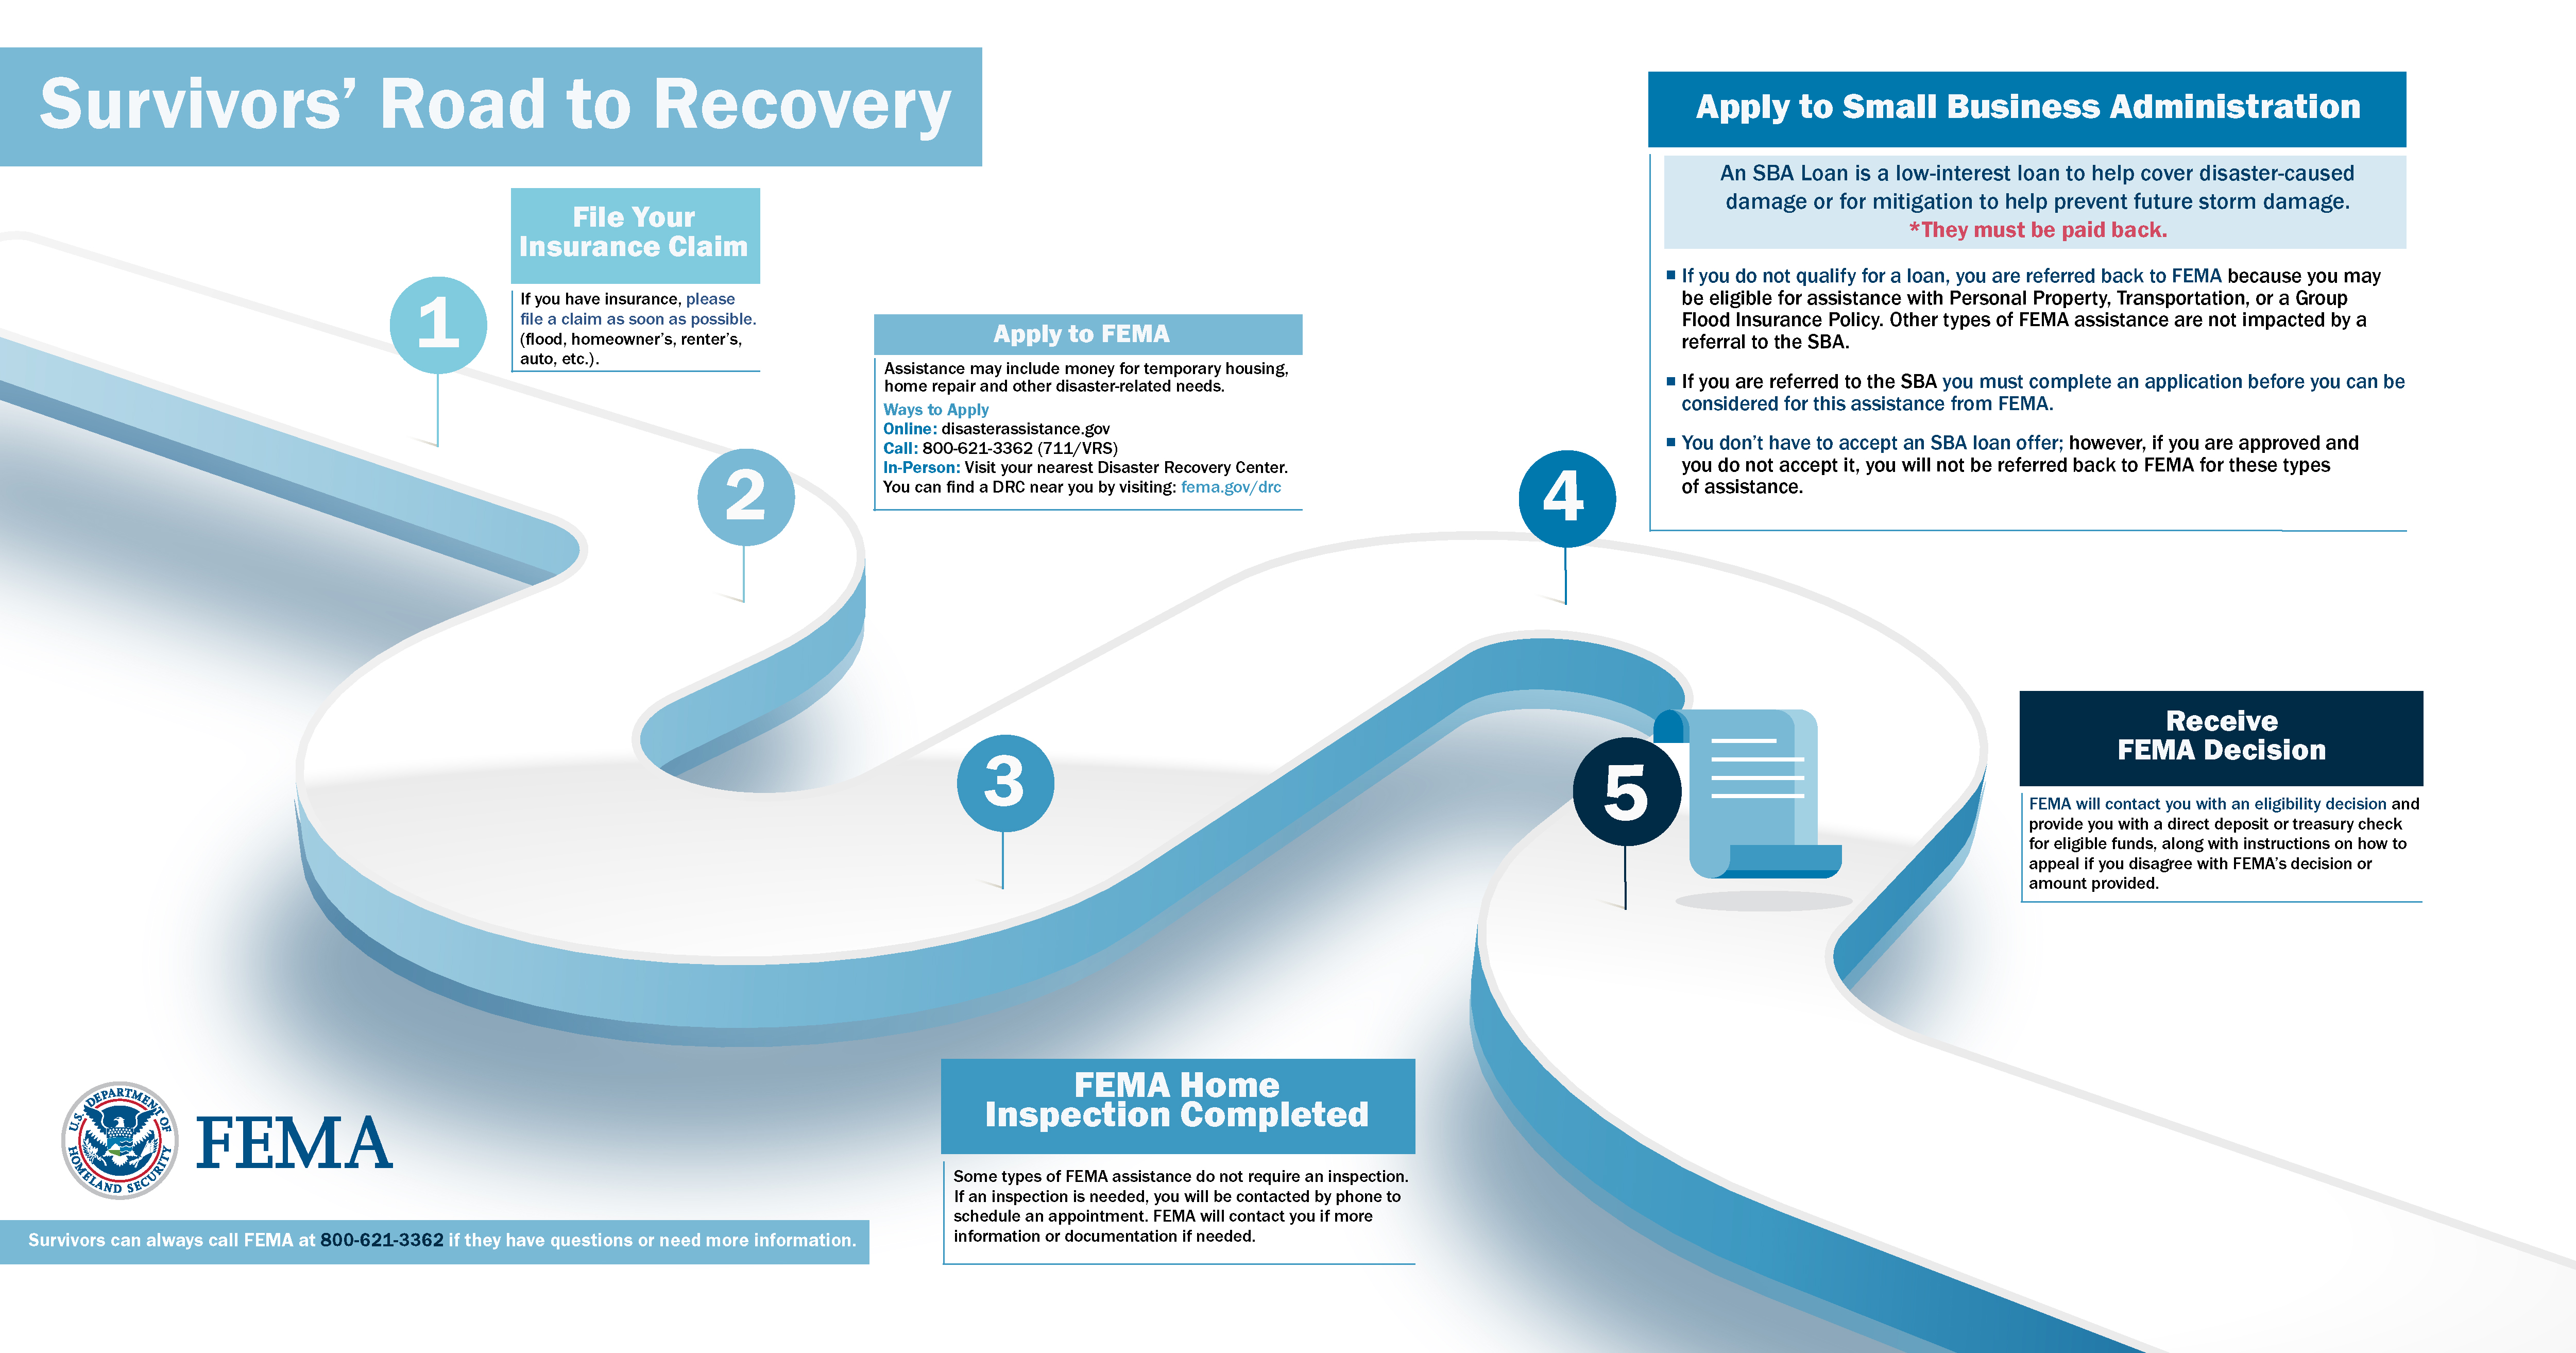 Survivors’ Road to Recovery
1
File Your
Insurance Claim
If you have insurance, please
file a claim as soon as possible.
(flood, homeowner’s, renter’s,
auto, etc.).
2
Apply to FEMA
Assistance may include money for temporary housing,
home repair and other disaster-related needs.
Ways to Apply
Online: disasterassistance.gov
Call: 800-621-3362 (711/VRS)
In-Person: Visit your nearest Disaster Recovery Center.
You can find a DRC near you by visiting: fema.gov/drc
3
FEMA Home
Inspection Completed
Some types of FEMA assistance do not require an inspection.
If an inspection is needed, you will be contacted by phone to
schedule an appointment. FEMA will contact you if more
information or documentation if needed.
4
Apply to Small Business Administration
An SBA Loan is a low-interest loan to help cover disaster-caused
damage or for mitigation to help prevent future storm damage.
*They must be paid back.
▪ If you do not qualify for a loan, you are referred back to FEMA because you may
be eligible for assistance with Personal Property, Transportation, or a Group
Flood Insurance Policy. Other types of FEMA assistance are not impacted by a
referral to the SBA.
▪ If you are referred to the SBA you must complete an application before you can be
considered for this assistance from FEMA.
▪ You don’t have to accept an SBA loan offer; however, if you are approved and
you do not accept it, you will not be referred back to FEMA for these types
of assistance.
5
Receive
FEMA Decision
FEMA will contact you with an eligibility decision and
provide you with a direct deposit or treasury check
for eligible funds, along with instructions on how to
appeal if you disagree with FEMA’s decision or
amount provided.
U.S. DEPARTMENT OF
HOMELAND SECURITY
FEMA
Survivors can always call FEMA at 800-621-3362 if they have questions or need more information.